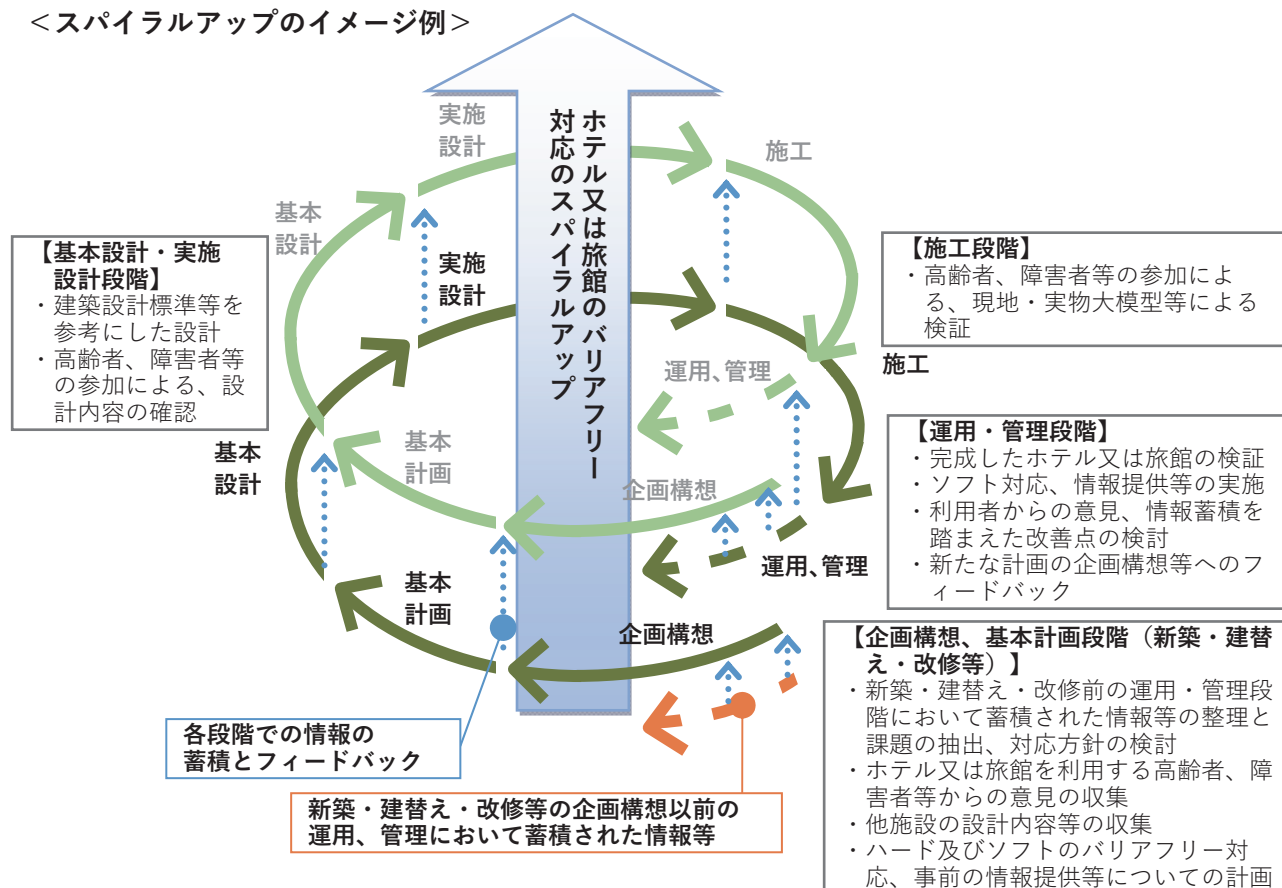 ＜スパイラルアップのイメージ例＞
ホテル又は旅館のバリアフリー
対応のスパイラルアップ
実施
設計
施工
基本
設計
運用、管理
基本
計画
企画構想
実施
設計
施工
基本
設計
運用、管理
基本
計画
企画構想
【基本設計・実施
設計段階】
・建築設計標準等を
参考にした設計
・高齢者、障害者等
の参加による、設
計内容の確認
【施工段階】
・高齢者、障害者等の参加によ
る、現地・実物大模型等による
検証
【運用・管理段階】
・完成したホテル又は旅館の検証
・ソフト対応、情報提供等の実施
・利用者からの意見、情報蓄積を
踏まえた改善点の検討
・新たな計画の企画構想等へのフ
ィードバック
【企画構想、基本計画段階（新築・建替
え・改修等）】
・新築・建替え・改修前の運用・管理段
階において蓄積された情報等の整理と
課題の抽出、対応方針の検討
・ホテル又は旅館を利用する高齢者、障
害者等からの意見の収集
・他施設の設計内容等の収集
・ハード及びソフトのバリアフリー対
応、事前の情報提供等についての計画
各段階での情報の
蓄積とフィードバック
新築・建替え・改修等の企画構想以前の
運用、管理において蓄積された情報等